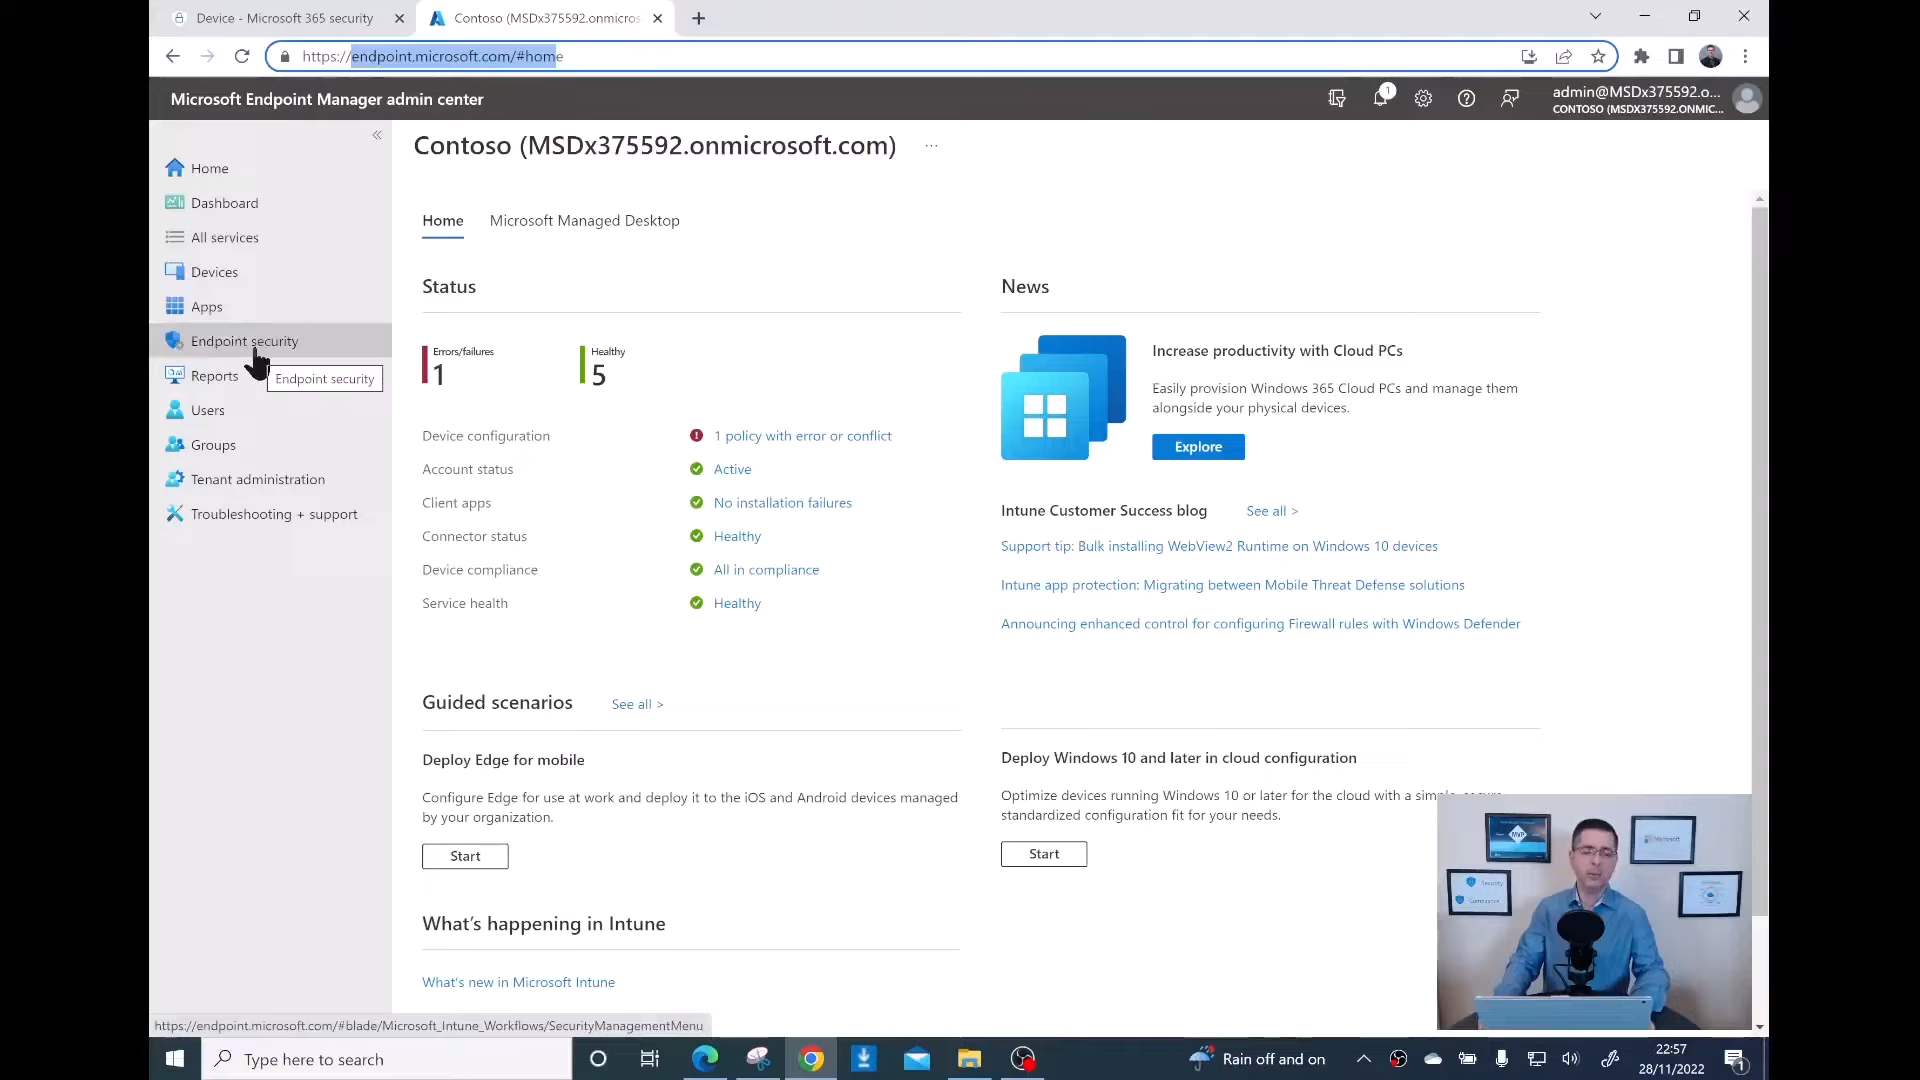 Device - Microsoft 365 security
Contoso (MSDx375592.onmicros
https://endpoint.microsoft.com/#home
Microsoft Endpoint Manager admin center
1
admin@MSDx375592.o...
CONTOSO (MSDX375592.ONMIC...
Contoso (MSDx375592.onmicrosoft.com)
...
Home
Dashboard
All services
Devices
Apps
Endpoint security
Reports
Endpoint security
Users
Groups
Tenant administration
Troubleshooting + support
Home
Microsoft Managed Desktop
Status
Errors/failures
1
Healthy
5
Device configuration
1 policy with error or conflict
Account status
Active
Client apps
No installation failures
Connector status
Healthy
Device compliance
All in compliance
Service health
Healthy
News
Increase productivity with Cloud PCs
Easily provision Windows 365 Cloud PCs and manage them
alongside your physical devices.
Explore
Intune Customer Success blog
See all >
Support tip: Bulk installing WebView2 Runtime on Windows 10 devices
Intune app protection: Migrating between Mobile Threat Defense solutions
Announcing enhanced control for configuring Firewall rules with Windows Defender
Guided scenarios
See all >
Deploy Edge for mobile
Configure Edge for use at work and deploy it to the iOS and Android devices managed
by your organization.
Start
Deploy Windows 10 and later in cloud configuration
Optimize devices running Windows 10 or later for the cloud with a simple, secure,
standardized configuration fit for your needs.
Start
What's happening in Intune
What's new in Microsoft Intune
MVP
Microsoft
Security
Compliance
https://endpoint.microsoft.com/#blade/Microsoft_Intune_Workflows/SecurityManagementMenu
Type here to search
Rain off and on
22:57
28/11/2022
1